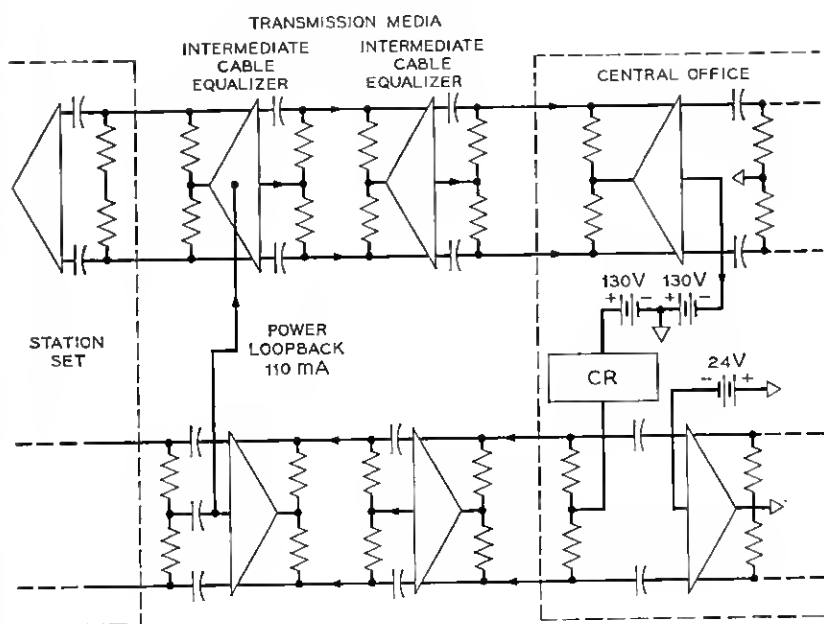 TRANSMISSION MEDIA
INTERMEDIATE
CABLE
EQUALIZER
INTERMEDIATE
CABLE
EQUALIZER
CENTRAL OFFICE
STATION
SET
POWER
LOOPBACK
110 mA
130V
+ -
130V
+ -
CR
24V
- +